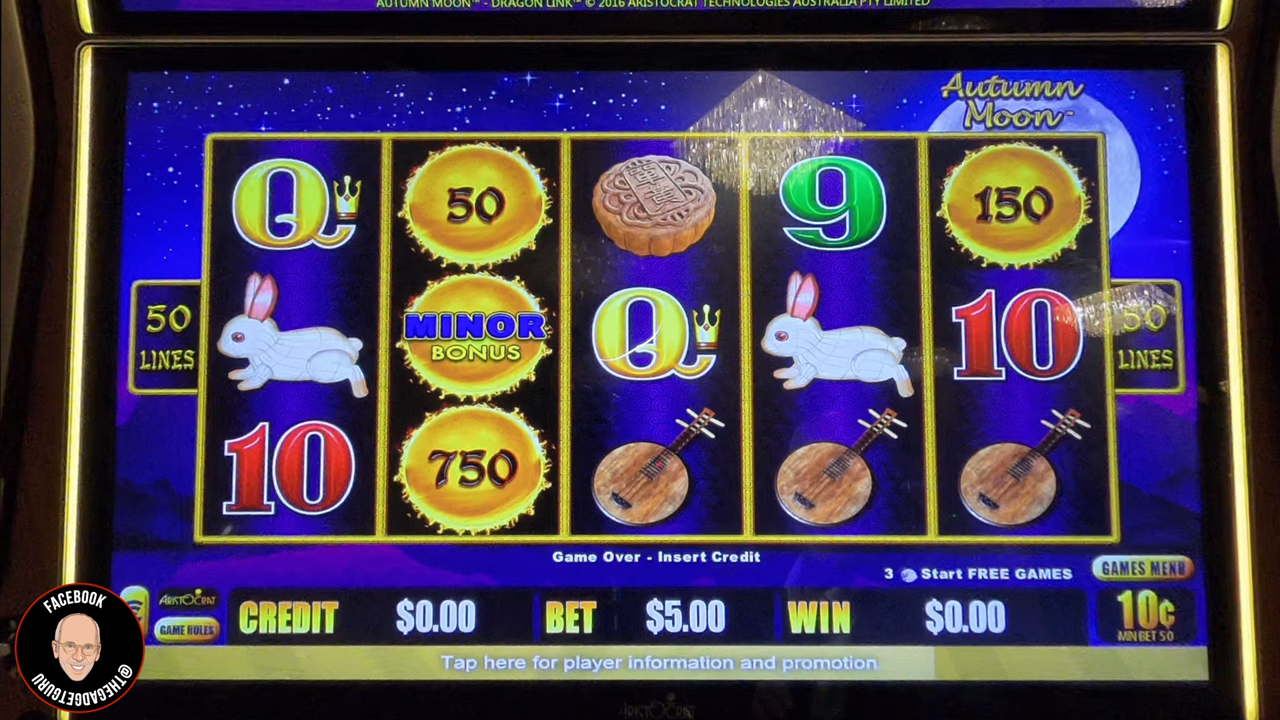 AUTUMN MOON™ - DRAGON LINK™ © 2016 ARISTOCRAT TECHNOLOGIES AUSTRALIA PTY LIMITED
Autumn
Moon™
Q 50 9 150
50
LINES
MINOR
BONUS
Q 10
50
LINES
10 750
Game Over - Insert Credit
3 Start FREE GAMES
GAMES MENU
ARISTOCRAT
GAME RULES
CREDIT $0.00 BET $5.00 WIN $0.00
10¢
MIN BET 50
Tap here for player information and promotion
FACEBOOK
@THEGADGETGURU
ARISTOCRAT